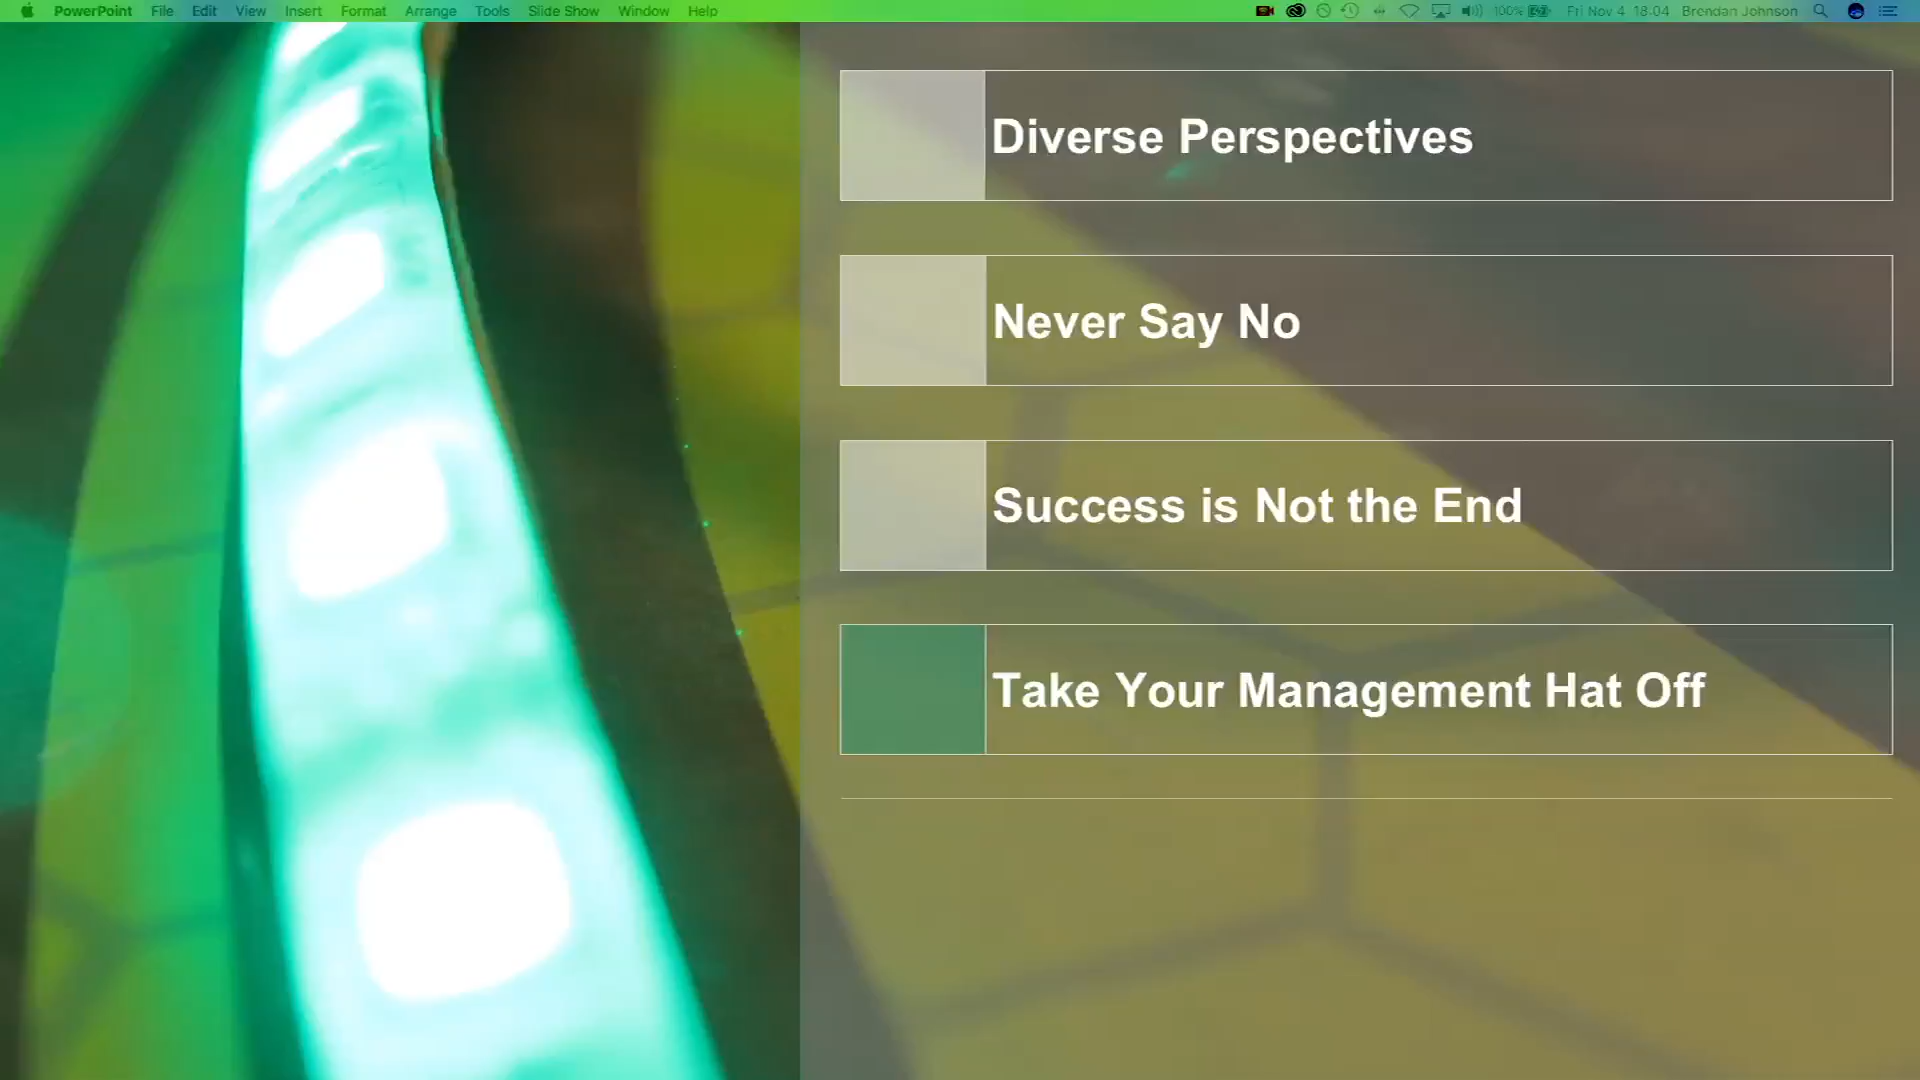 PowerPoint File Edit View Insert Format Arrange Tools Slide Show Window Help 100% Fri Nov 4 18:04 Brendan Johnson
Diverse Perspectives
Never Say No
Success is Not the End
Take Your Management Hat Off